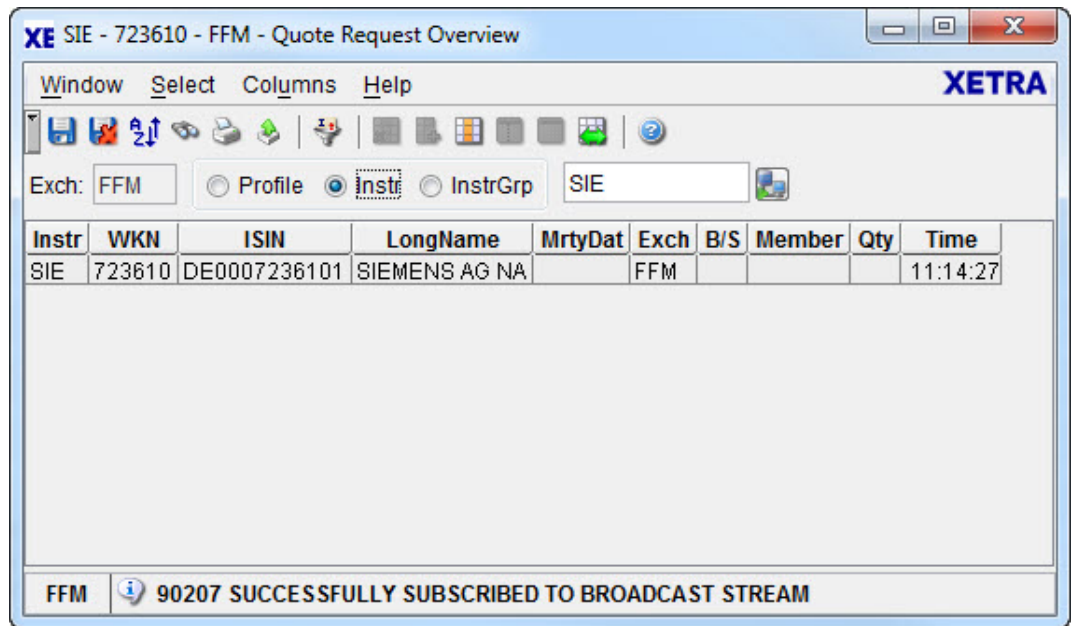 XE SIE - 723610 - FFM - Quote Request Overview
Window Select Columns Help XETRA
Exch: FFM Profile Instr InstrGrp SIE
Instr WKN ISIN LongName MrtyDat Exch B/S Member Qty Time
SIE 723610 DE0007236101 SIEMENS AG NA FFM 11:14:27
FFM 90207 SUCCESSFULLY SUBSCRIBED TO BROADCAST STREAM